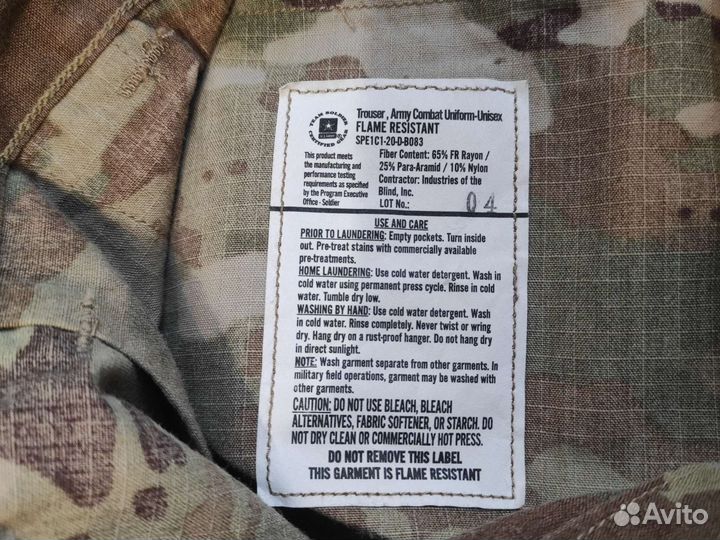 TEAM SOLDIER
CERTIFIED GEAR
U.S. ARMY
This product meets
the manufacturing and
performance testing
requirements as specified
by the Program Executive
Office - Soldier
Trouser , Army Combat Uniform-Unisex
FLAME RESISTANT
SPE1C1-20-D-B083
Fiber Content: 65% FR Rayon /
25% Para-Aramid / 10% Nylon
Contractor: Industries of the
Blind, Inc.
LOT No.: 04
USE AND CARE
PRIOR TO LAUNDERING: Empty pockets. Turn inside
out. Pre-treat stains with commercially available
pre-treatments.
HOME LAUNDERING: Use cold water detergent. Wash in
cold water using permanent press cycle. Rinse in cold
water. Tumble dry low.
WASHING BY HAND: Use cold water detergent. Wash
in cold water. Rinse completely. Never twist or wring
dry. Hang dry on a rust-proof hanger. Do not hang dry
in direct sunlight.
NOTE: Wash garment separate from other garments. In
military field operations, garment may be washed with
other garments.
CAUTION: DO NOT USE BLEACH, BLEACH
ALTERNATIVES, FABRIC SOFTENER, OR STARCH. DO
NOT DRY CLEAN OR COMMERCIALLY HOT PRESS.
DO NOT REMOVE THIS LABEL
THIS GARMENT IS FLAME RESISTANT
Avito